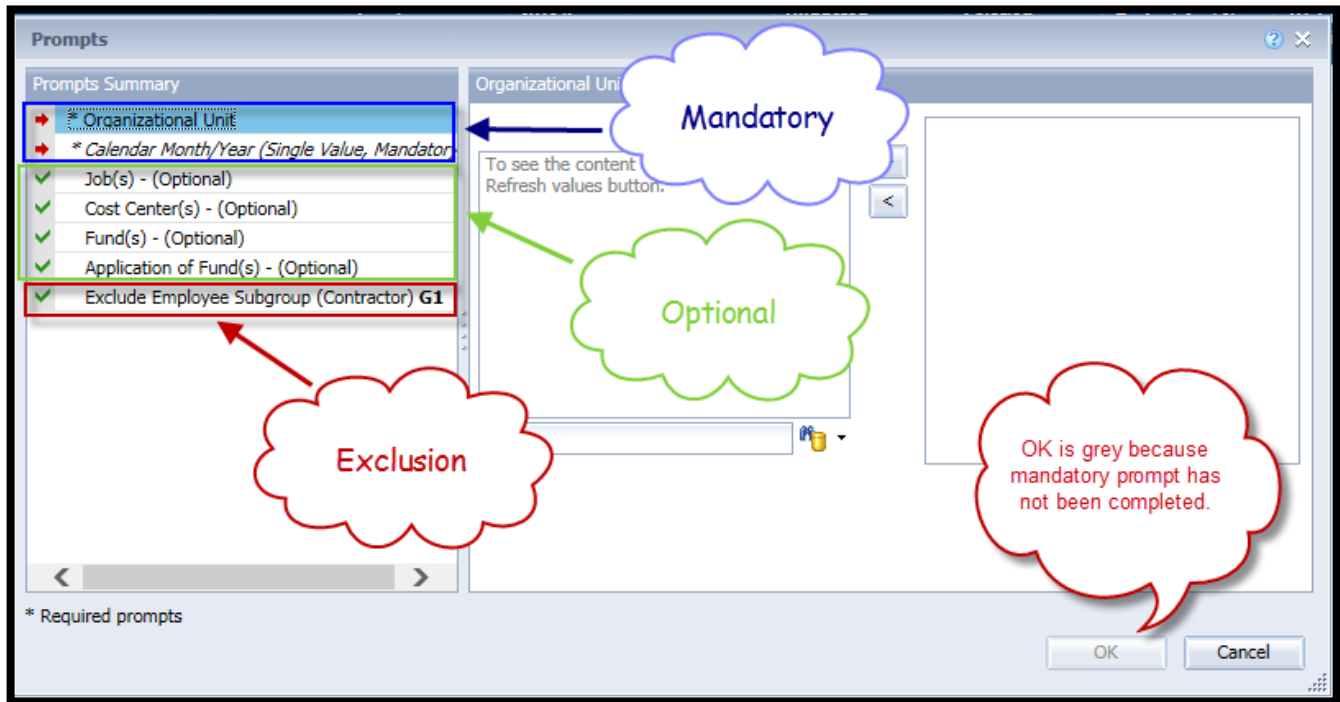 Prompts
Prompts Summary
* Organizational Unit
* Calendar Month/Year (Single Value, Mandatory
Job(s) - (Optional)
Cost Center(s) - (Optional)
Fund(s) - (Optional)
Application of Fund(s) - (Optional)
Exclude Employee Subgroup (Contractor) G1
Organizational Uni
Mandatory
To see the content
Refresh values button.
<
Optional
Exclusion
OK is grey because
mandatory prompt has
not been completed.
* Required prompts
OK
Cancel